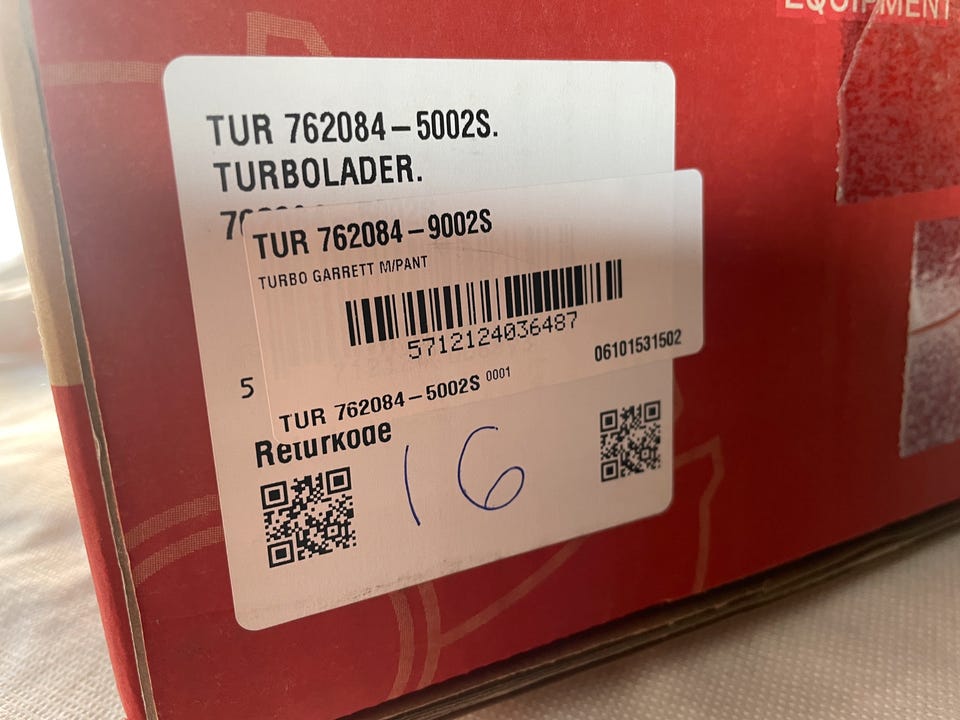 EQUIPMENT
TUR 762084-5002S.
TURBOLADER.
TUR 762084-9002S
TURBO GARRETT M/PANT
5712124036487
06101531502
5
TUR 762084-5002S 0001
Returkode
16